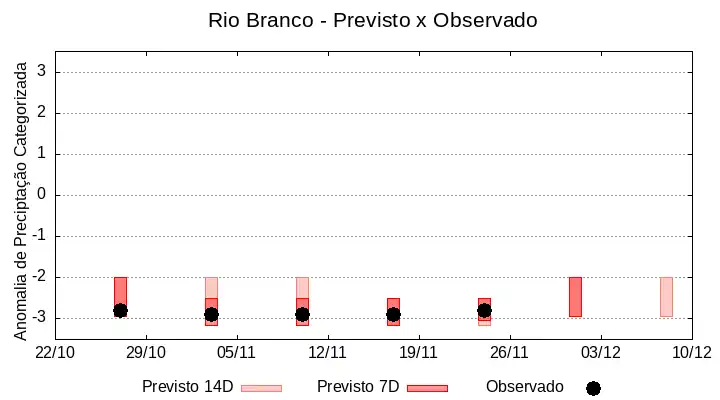 Rio Branco - Previsto x Observado
Anomalia de Preciptação Categorizada
3
2
1
0
-1
-2
-3
22/10 29/10 05/11 12/11 19/11 26/11 03/12 10/12
Previsto 14D Previsto 7D Observado